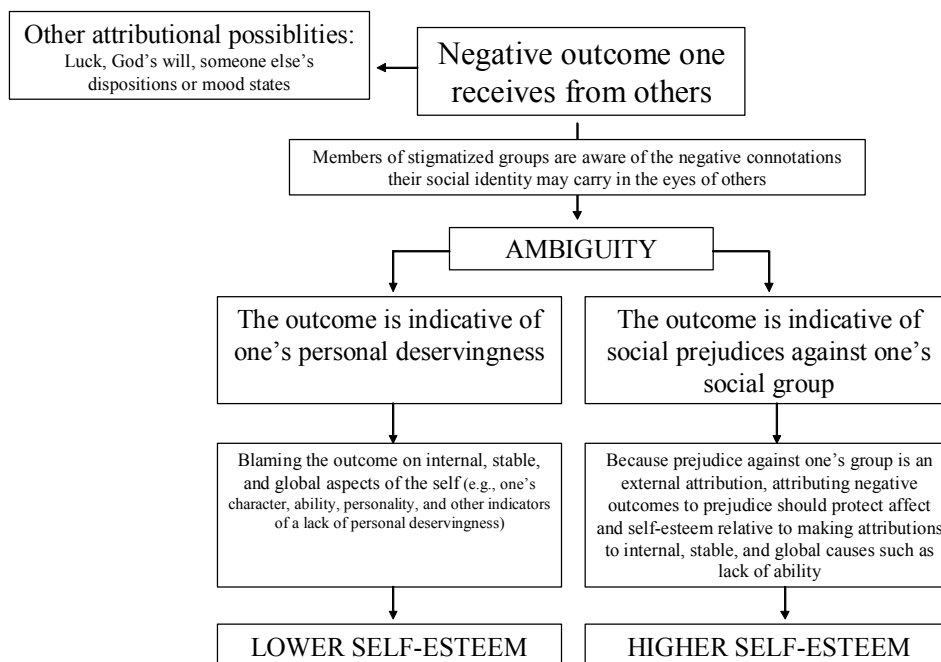 Other attributional possiblities:
Luck, God's will, someone else's
dispositions or mood states
Negative outcome one
receives from others
Members of stigmatized groups are aware of the negative connotations
their social identity may carry in the eyes of others
AMBIGUITY
The outcome is indicative of
one's personal deservingness
The outcome is indicative of
social prejudices against one's
social group
Blaming the outcome on internal, stable,
and global aspects of the self (e.g., one's
character, ability, personality, and other indicators
of a lack of personal deservingness)
Because prejudice against one's group is an
external attribution, attributing negative
outcomes to prejudice should protect affect
and self-esteem relative to making attributions
to internal, stable, and global causes such as
lack of ability
LOWER SELF-ESTEEM
HIGHER SELF-ESTEEM